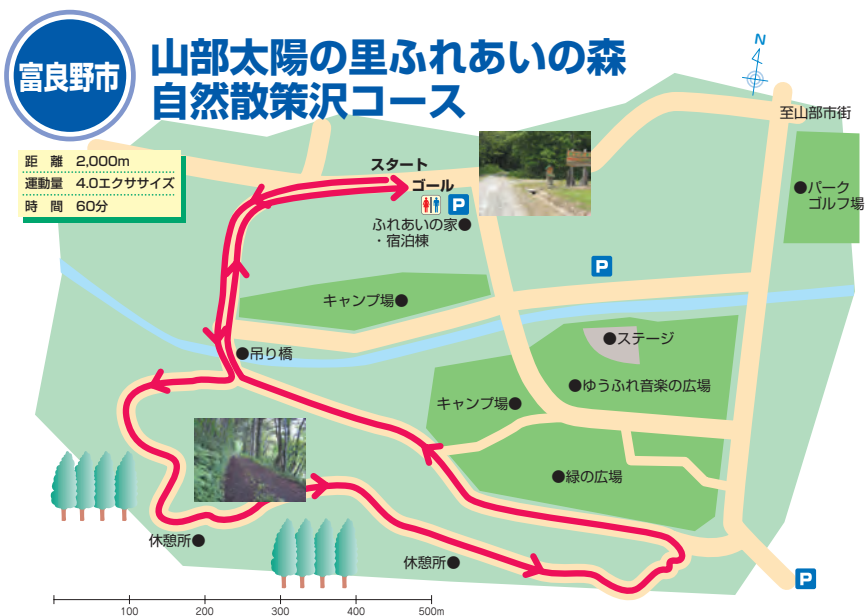 富良野市
山部太陽の里ふれあいの森
自然散策沢コース
距　離　2,000m
運動量　4.0エクササイズ
時　間　60分
N
至山部市街
スタート
ゴール
P
ふれあいの家●
・宿泊棟
●パーク
ゴルフ場
P
キャンプ場●
●ステージ
●吊り橋
●ゆうふれ音楽の広場
キャンプ場●
●緑の広場
休憩所●
休憩所●
P
100 200 300 400 500m